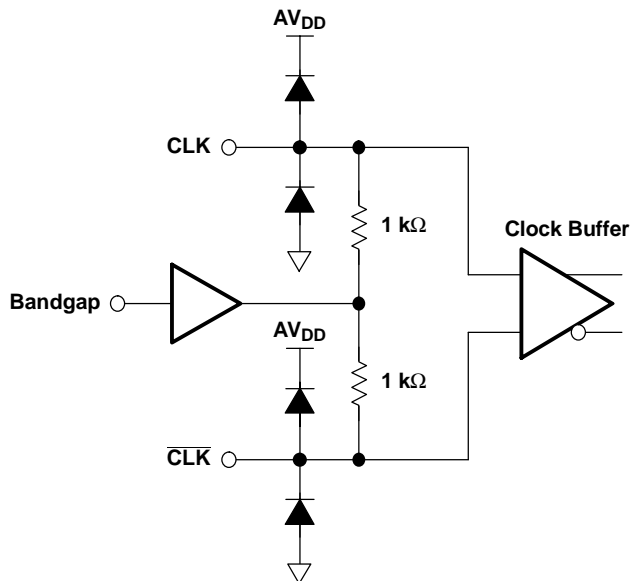 AVDD
CLK
1 kΩ
Clock Buffer
Bandgap
AVDD
1 kΩ
CLK